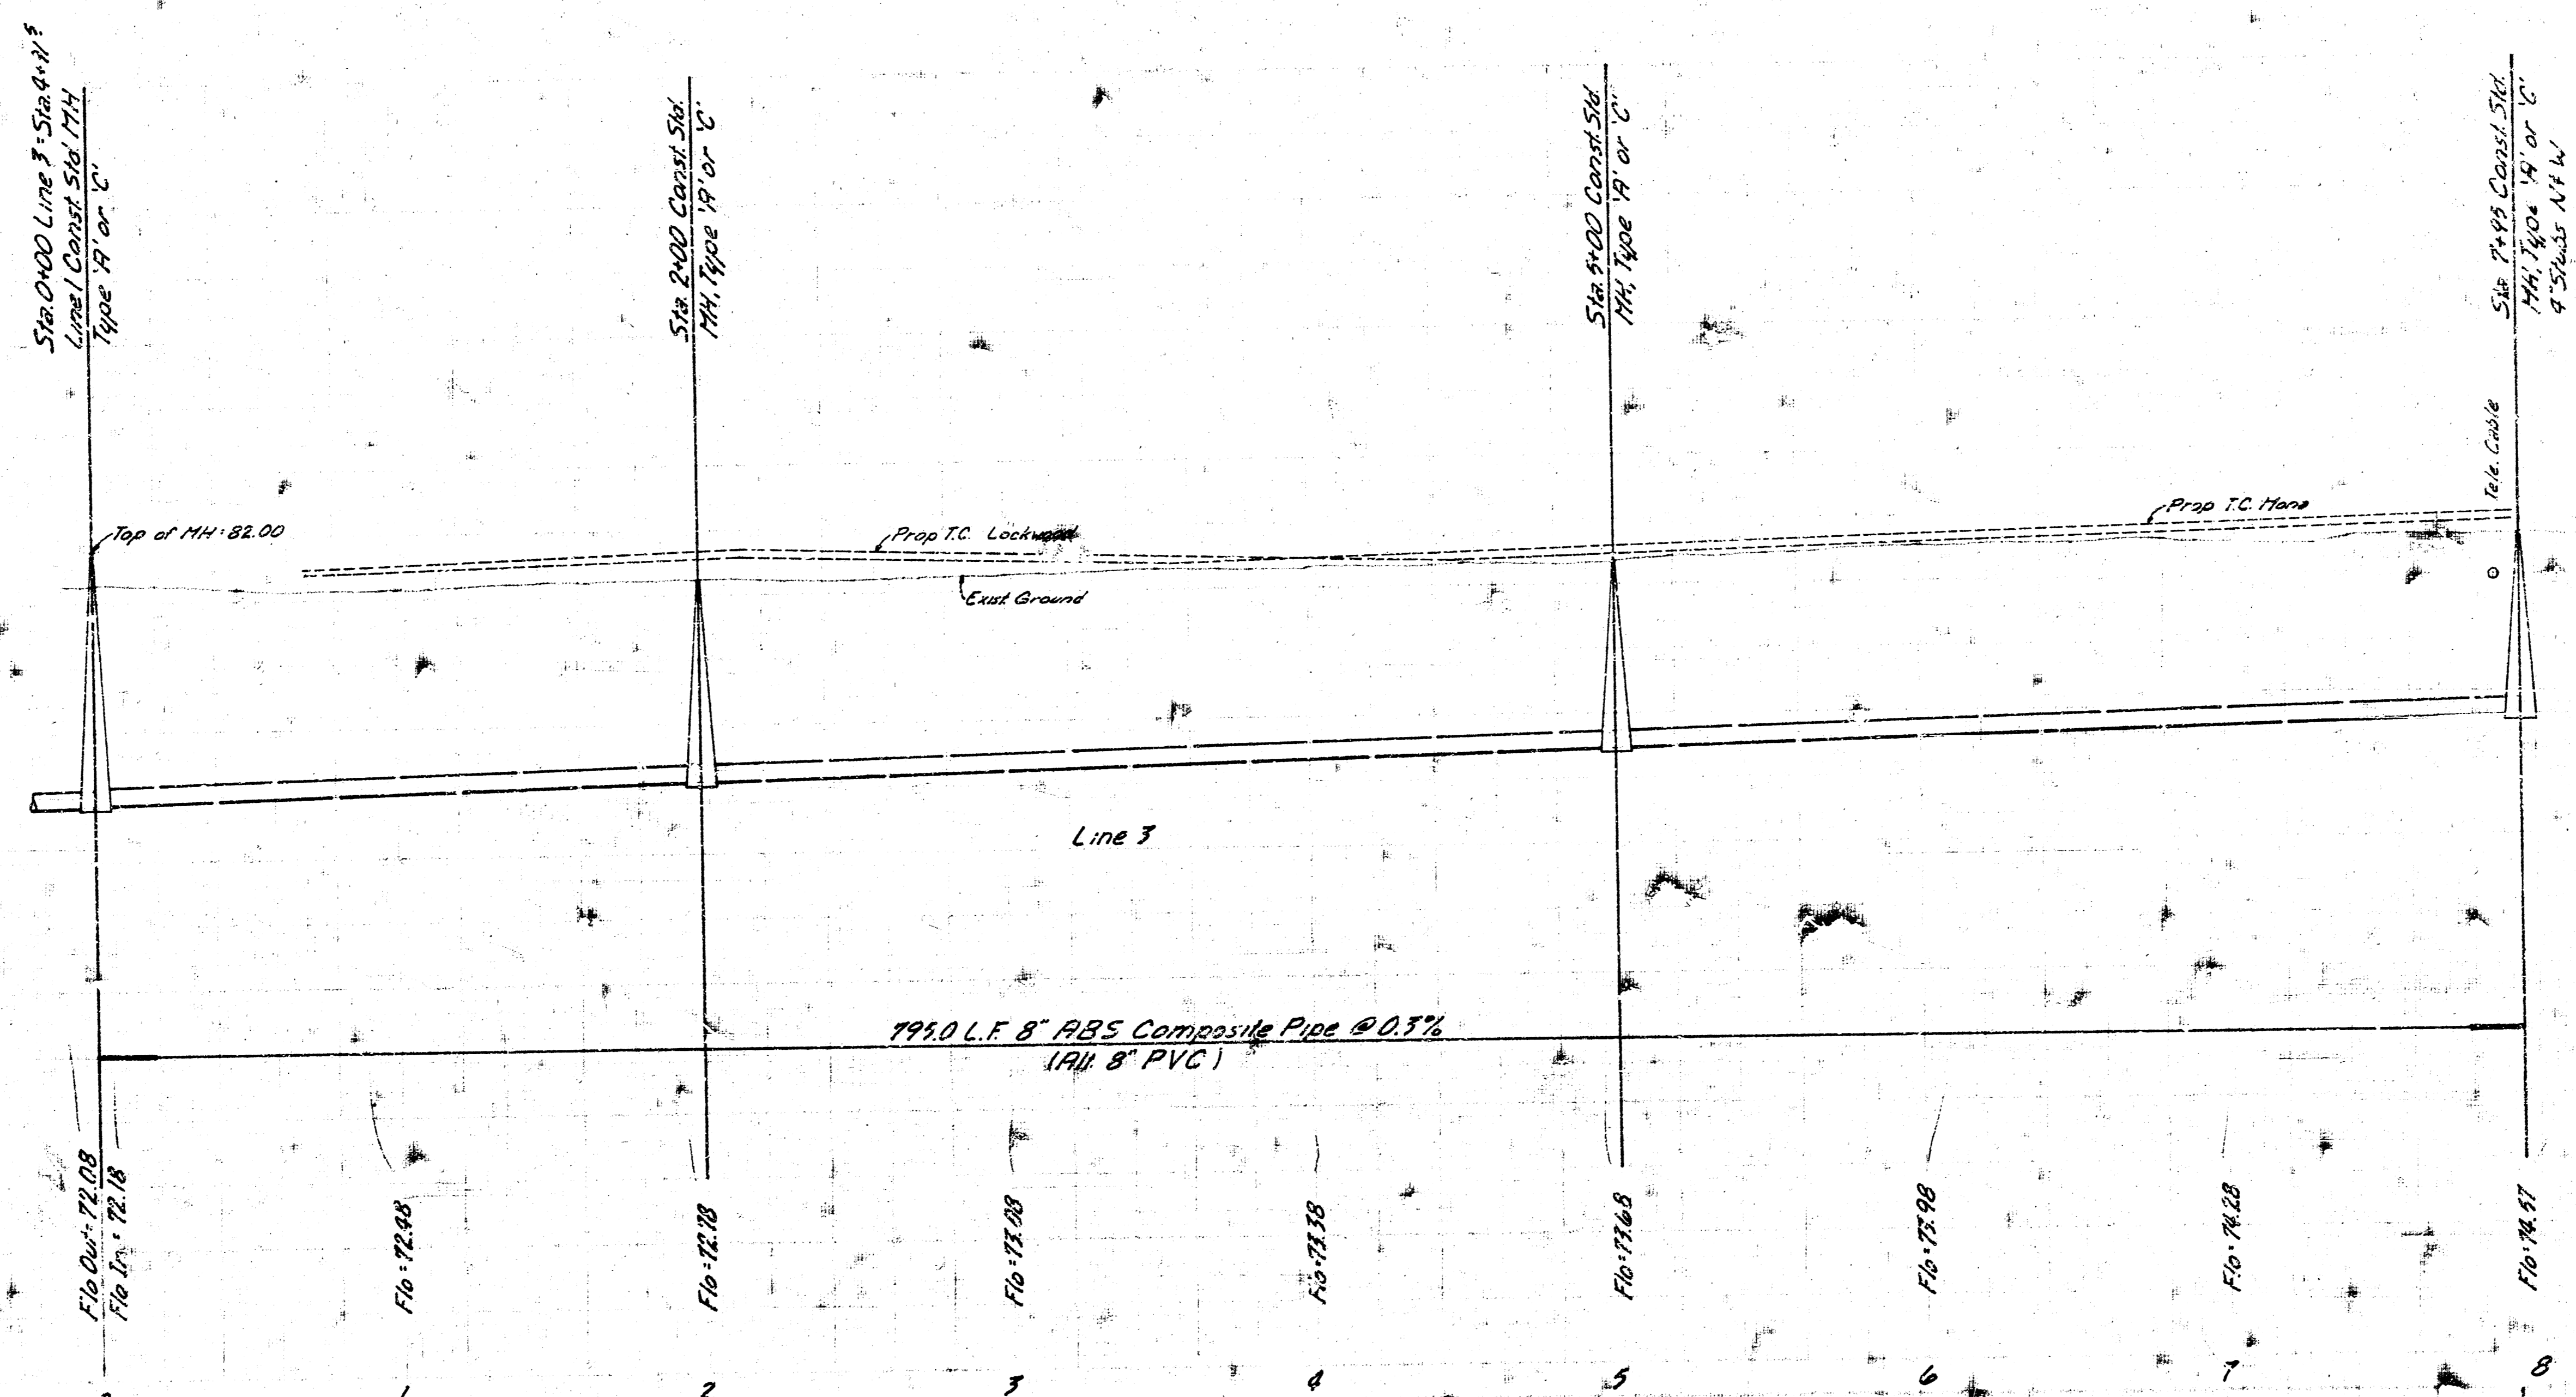 Sta. 0+00 Line 3 = Sta. 4+31⁵
Line 1 Const. Std. MH
Type 'A' or 'C'
Sta. 2+00 Const. Std.
MH, Type 'A' or 'C'
Sta. 5+00 Const. Std.
MH, Type 'A' or 'C'
Sta. 7+95 Const. Std.
MH, Type 'A' or 'C'
4" Stubs N & W
Tele. Cable
Top of MH = 82.00
Prop T.C. Lockwood
Prop T.C. Mono
Exist. Ground
Line 3
795.0 L.F. 8" ABS Composite Pipe @ 0.3%
(Alt. 8" PVC)
Flo Out = 72.08
Flo In = 72.18
Flo = 72.48
Flo = 72.78
Flo = 73.08
Flo = 73.38
Flo = 73.68
Flo = 73.98
Flo = 74.28
Flo = 74.57
1
2
3
4
5
6
7
8